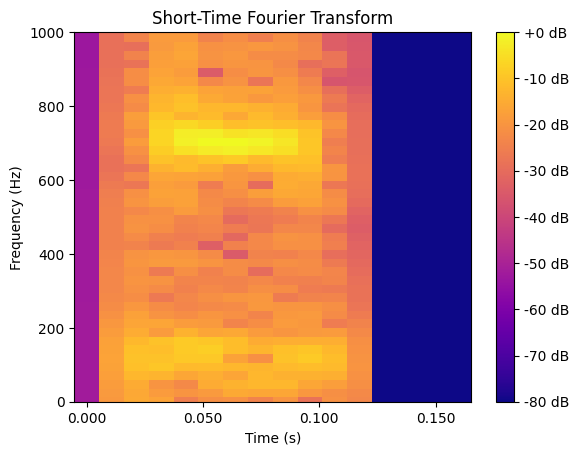 Short-Time Fourier Transform
1000
800
600
400
200
0
Frequency (Hz)
0.000
0.050
0.100
0.150
Time (s)
+0 dB
-10 dB
-20 dB
-30 dB
-40 dB
-50 dB
-60 dB
-70 dB
-80 dB